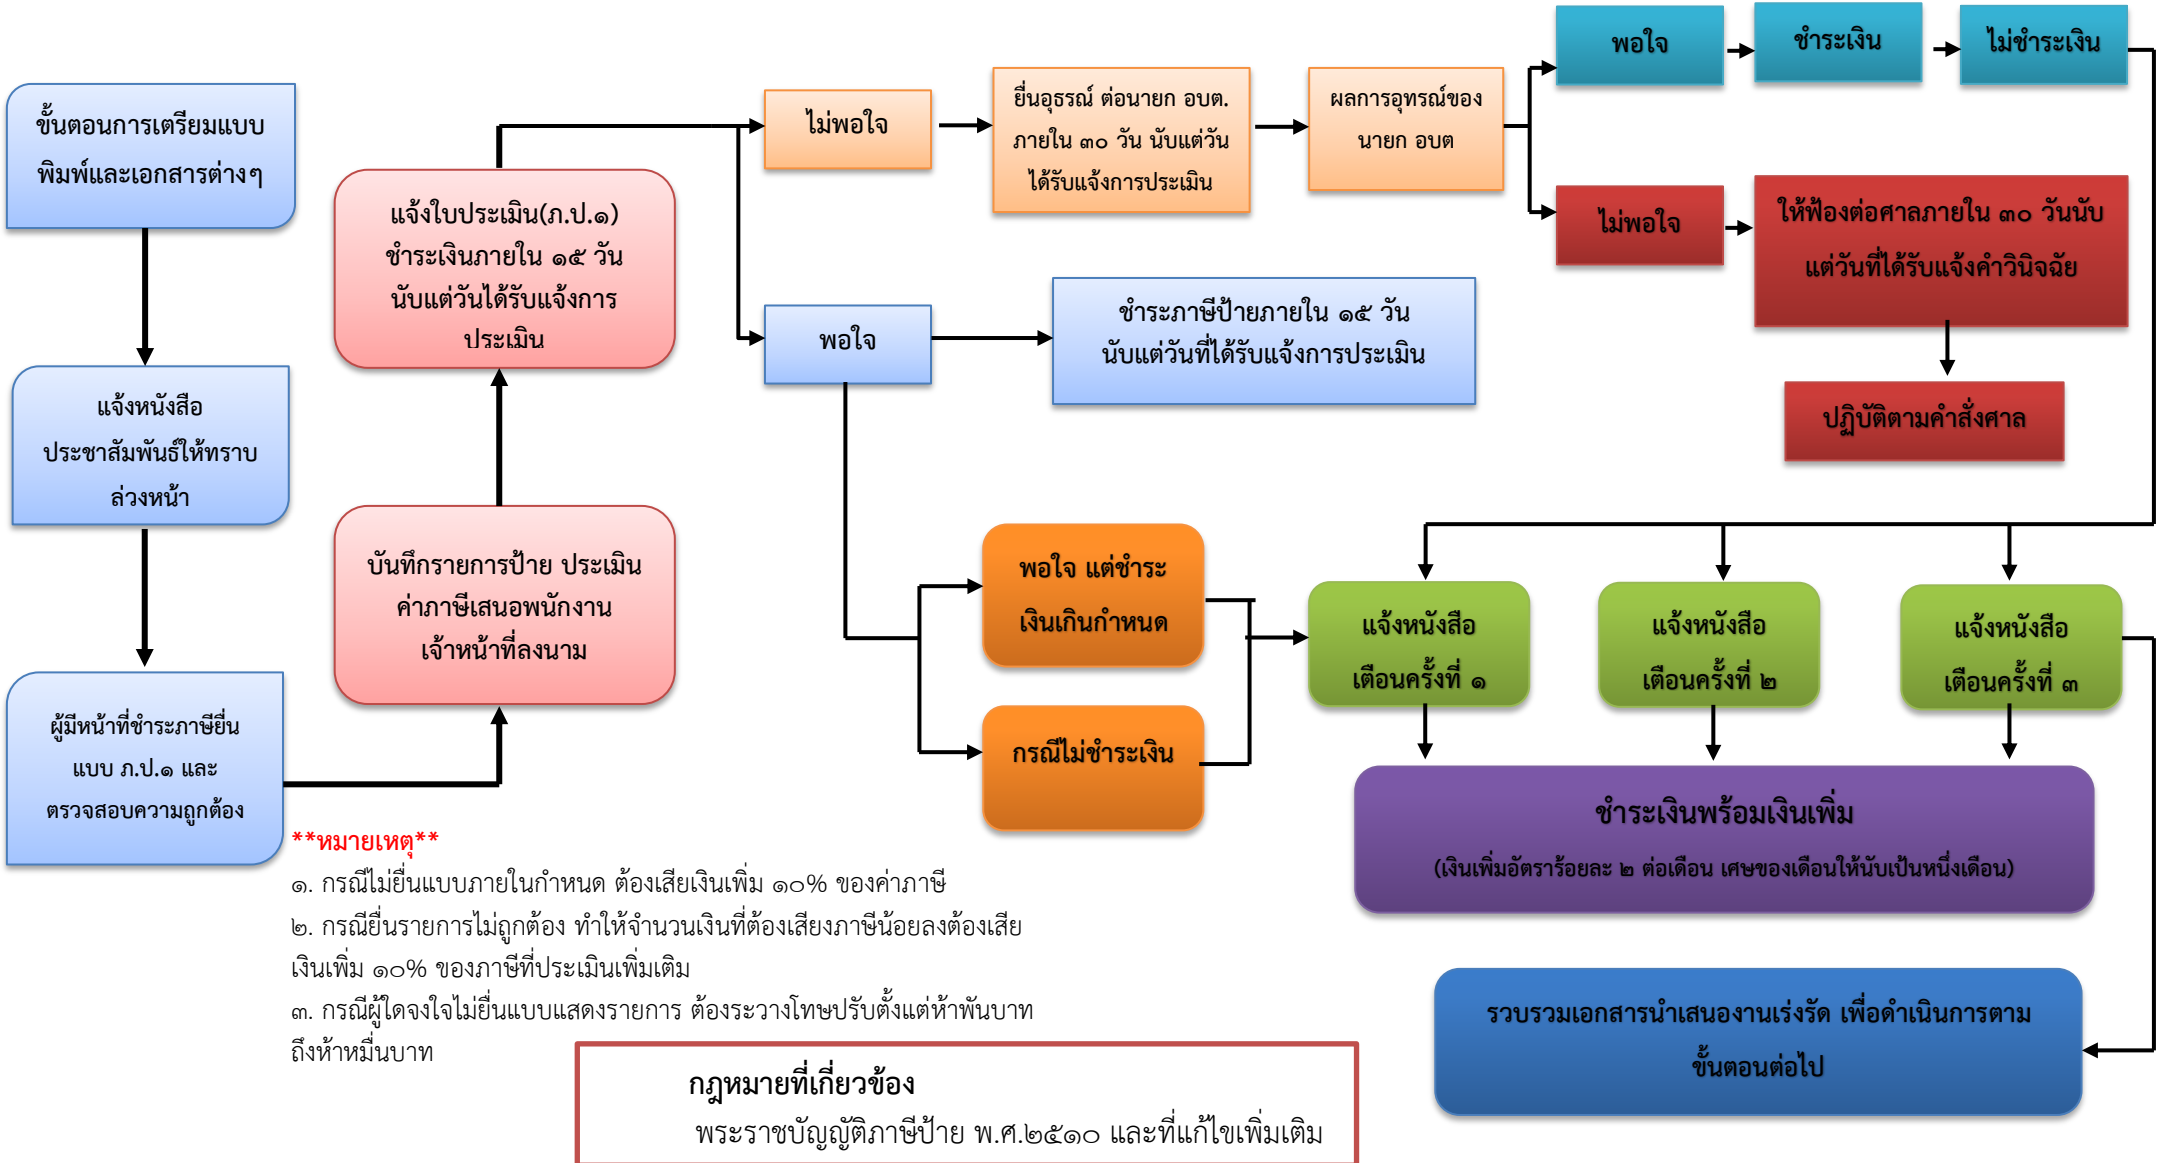 ขั้นตอนการเตรียมแบบ
พิมพ์และเอกสารต่างๆ
แจ้งหนังสือ
ประชาสัมพันธ์ให้ทราบ
ล่วงหน้า
ผู้มีหน้าที่ชำระภาษียื่น
แบบ ภ.ป.๑ และ
ตรวจสอบความถูกต้อง
บันทึกรายการป้าย ประเมิน
ค่าภาษีเสนอพนักงาน
เจ้าหน้าที่ลงนาม
แจ้งใบประเมิน(ภ.ป.๑)
ชำระเงินภายใน ๑๕ วัน
นับแต่วันได้รับแจ้งการ
ประเมิน
ไม่พอใจ
ยื่นอุธรณ์ ต่อนายก อบต.
ภายใน ๓๐ วัน นับแต่วัน
ได้รับแจ้งการประเมิน
ผลการอุทรณ์ของ
นายก อบต
พอใจ
ชำระเงิน
ไม่ชำระเงิน
ไม่พอใจ
ให้ฟ้องต่อศาลภายใน ๓๐ วันนับ
แต่วันที่ได้รับแจ้งคำวินิจฉัย
ปฏิบัติตามคำสั่งศาล
พอใจ
ชำระภาษีป้ายภายใน ๑๕ วัน
นับแต่วันที่ได้รับแจ้งการประเมิน
พอใจ แต่ชำระ
เงินเกินกำหนด
กรณีไม่ชำระเงิน
แจ้งหนังสือ
เตือนครั้งที่ ๑
แจ้งหนังสือ
เตือนครั้งที่ ๒
แจ้งหนังสือ
เตือนครั้งที่ ๓
ชำระเงินพร้อมเงินเพิ่ม
(เงินเพิ่มอัตราร้อยละ ๒ ต่อเดือน เศษของเดือนให้นับเป้นหนึ่งเดือน)
รวบรวมเอกสารนำเสนองานเร่งรัด เพื่อดำเนินการตาม
ขั้นตอนต่อไป
**หมายเหตุ**
๑. กรณีไม่ยื่นแบบภายในกำหนด ต้องเสียเงินเพิ่ม ๑๐% ของค่าภาษี
๒. กรณียื่นรายการไม่ถูกต้อง ทำให้จำนวนเงินที่ต้องเสียงภาษีน้อยลงต้องเสีย
เงินเพิ่ม ๑๐% ของภาษีที่ประเมินเพิ่มเติม
๓. กรณีผู้ใดจงใจไม่ยื่นแบบแสดงรายการ ต้องระวางโทษปรับตั้งแต่ห้าพันบาท
ถึงห้าหมื่นบาท
กฎหมายที่เกี่ยวข้อง
พระราชบัญญัติภาษีป้าย พ.ศ.๒๕๑๐ และที่แก้ไขเพิ่มเติม